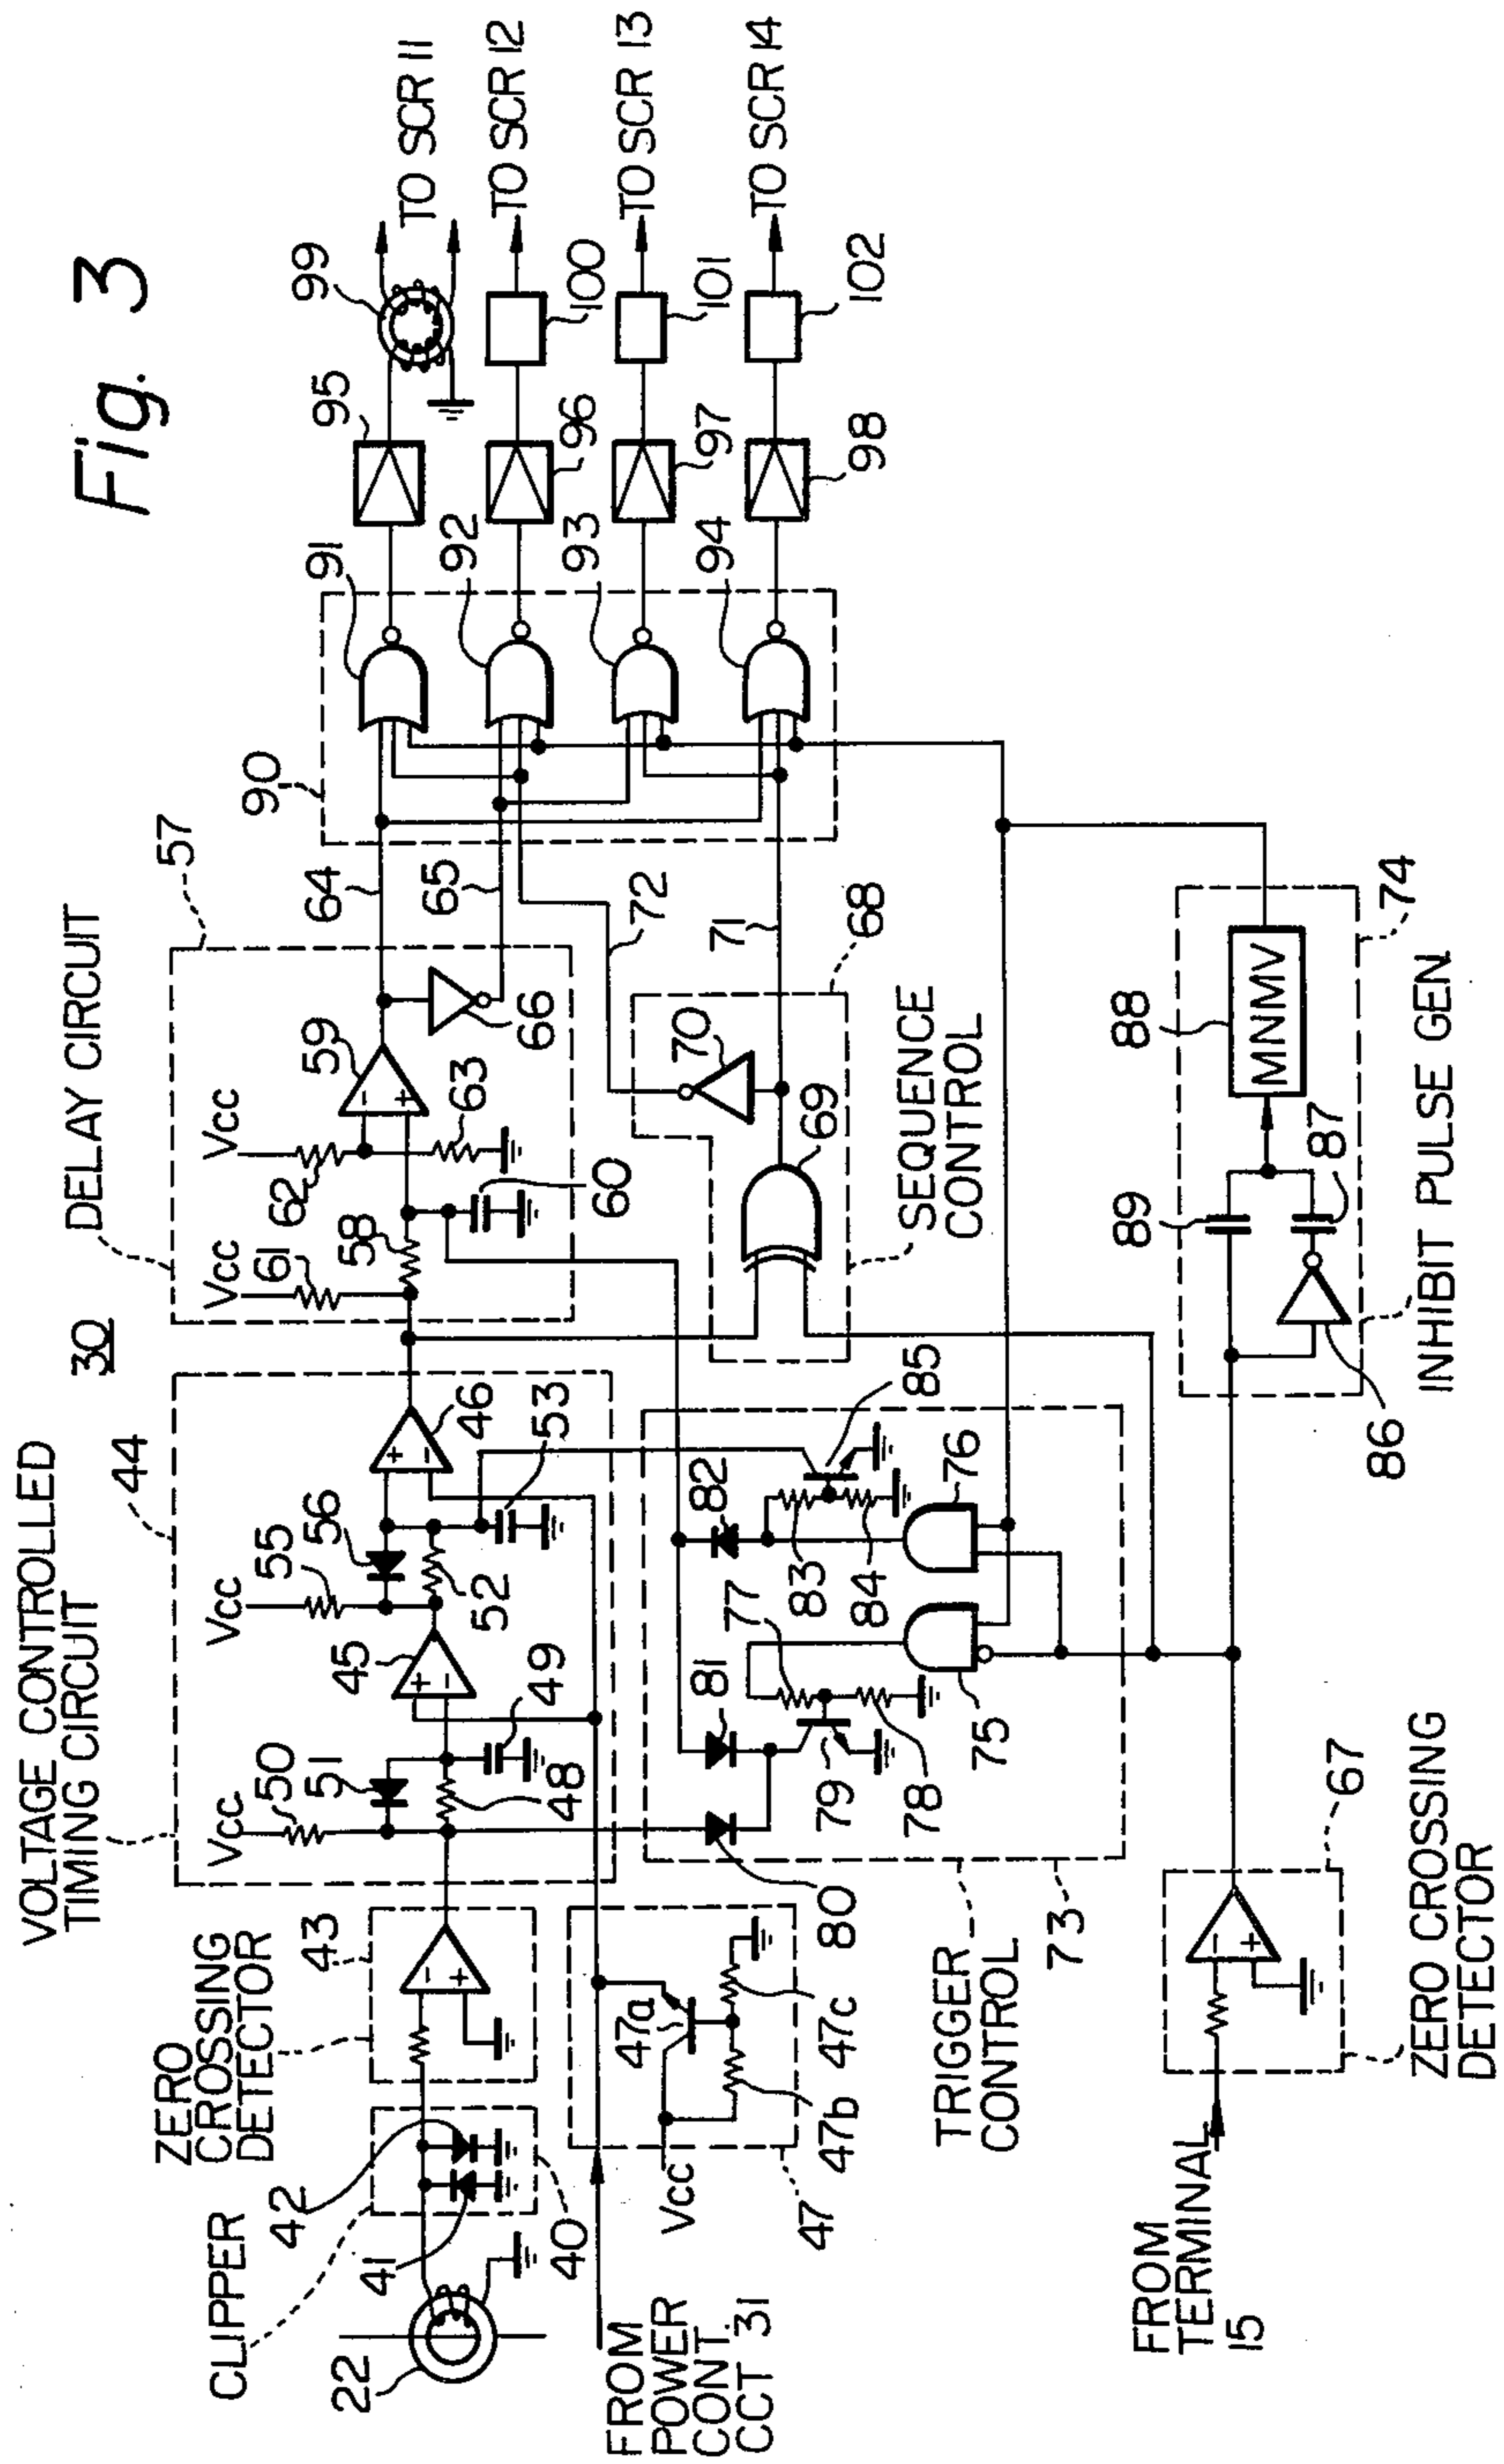 Fig. 3
30
VOLTAGE CONTROLLED
TIMING CIRCUIT
44
DELAY CIRCUIT
57
ZERO
CROSSING
DETECTOR
43
CLIPPER
42
41
40
22
Vcc
50
51
48
49
45
Vcc
55
56
52
53
46
Vcc
61
58
62
Vcc
60
63
59
66
64
65
72
71
90
91
92
93
94
95
96
97
98
99
100
101
102
TO SCR 11
TO SCR 12
TO SCR 13
TO SCR 14
FROM
POWER
CONT.
CCT 31
Vcc
47
47a
47b
47c
80
81
82
79
78
77
75
76
83
84
85
TRIGGER
CONTROL
73
70
69
68
SEQUENCE
CONTROL
FROM
TERMINAL
15
67
ZERO CROSSING
DETECTOR
86
87
89
88
MNMV
74
INHIBIT PULSE GEN